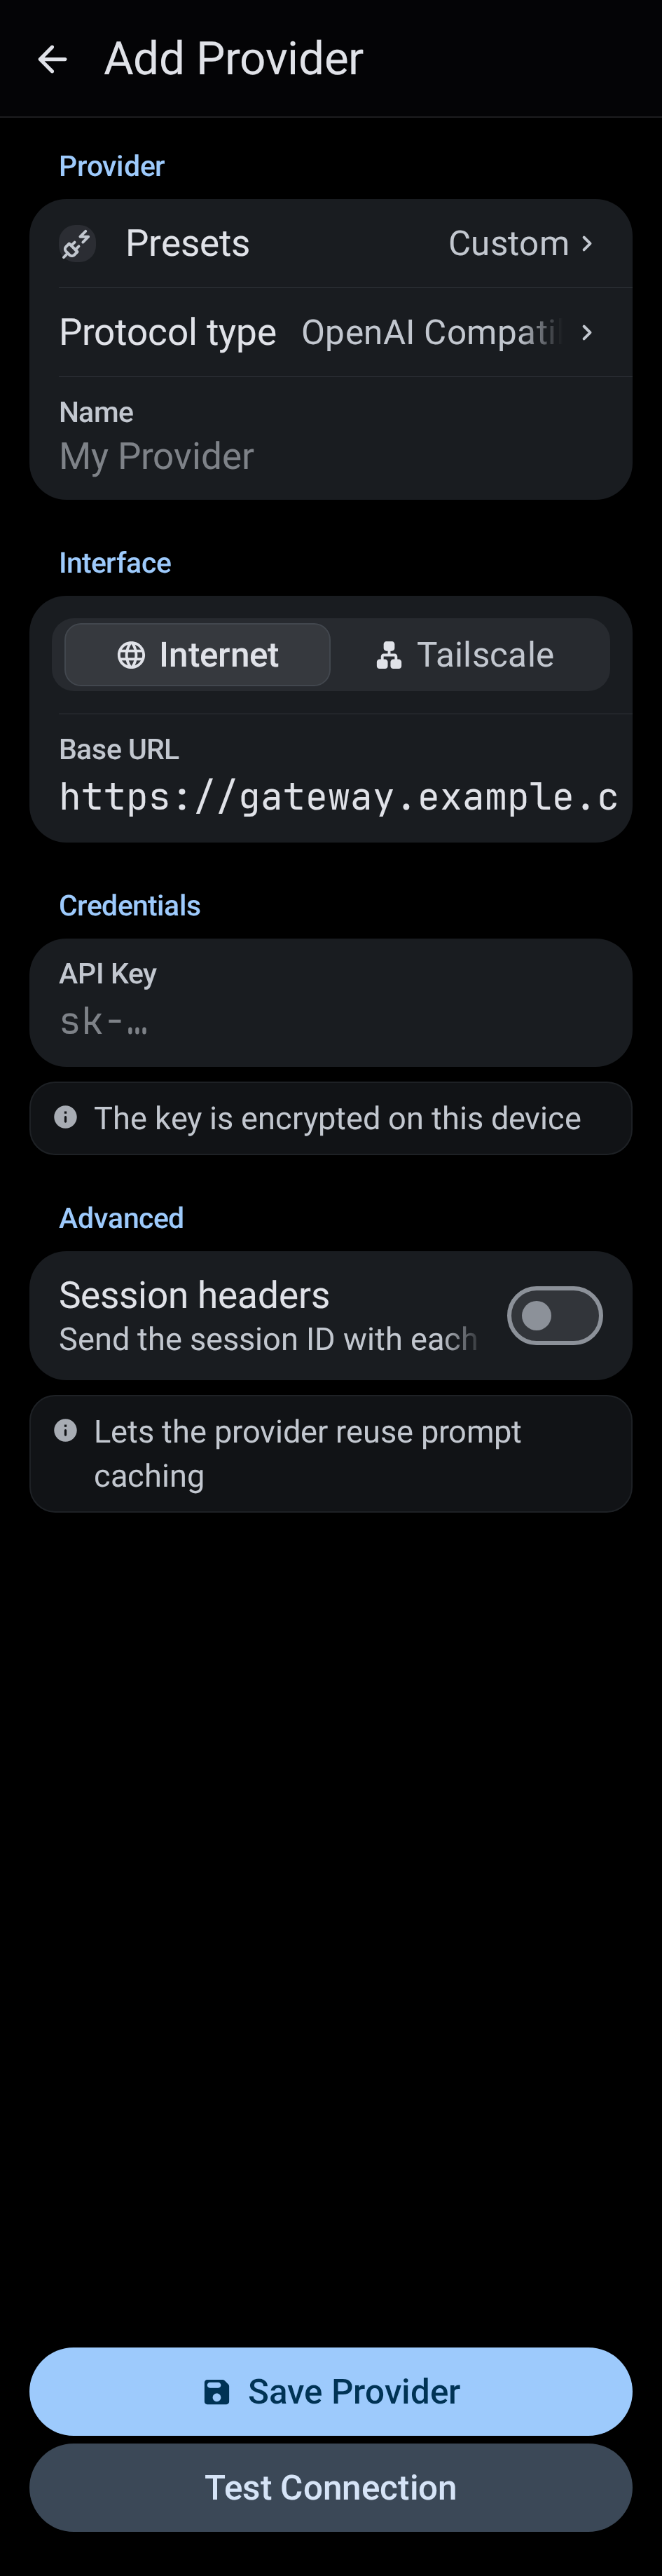 Add Provider
Provider
Presets Custom
Protocol type OpenAI Compati
Name
My Provider
Interface
Internet Tailscale
Base URL
https://gateway.example.c
Credentials
API Key
sk-…
The key is encrypted on this device
Advanced
Session headers
Send the session ID with each
Lets the provider reuse prompt
caching
Save Provider
Test Connection